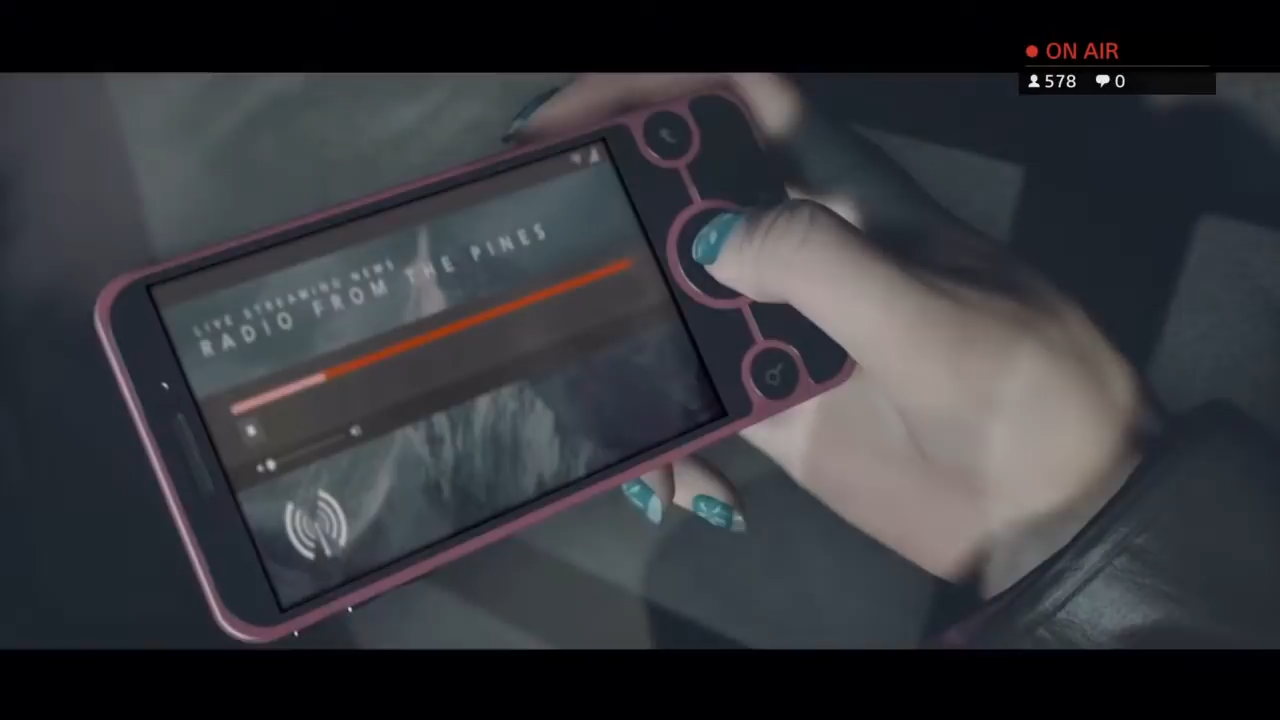 ON AIR
578 0
LIVE STREAMING NEWS
RADIO FROM THE PINES